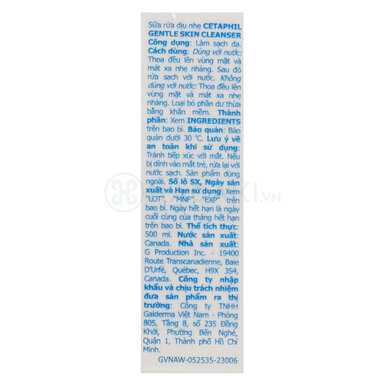 Sữa rửa dịu nhẹ CETAPHIL
GENTLE SKIN CLEANSER
Công dụng: Làm sạch da.
Cách dùng: Dùng với nước:
Thoa đều lên vùng mặt và
mát xa nhẹ nhàng. Sau đó
rửa sạch với nước. Không
dùng với nước: Thoa đều lên
vùng mặt và mát xa nhẹ
nhàng. Loại bỏ phần dư thừa
bằng khăn mềm. Thành
phần: Xem INGREDIENTS
trên bao bì. Bảo quản: Bảo
quản dưới 30 °C. Lưu ý về
an toàn khi sử dụng:
Tránh tiếp xúc với mắt. Nếu
bị dính vào mắt trẻ, rửa lại với
nước sạch. Sản phẩm dùng
ngoài. Số lô SX, Ngày sản
xuất và Hạn sử dụng: Xem
"LOT", "MNF", "EXP" trên
bao bì. Ngày hết hạn là ngày
cuối cùng của tháng hết hạn
trên bao bì. Thể tích thực:
500 ml. Nước sản xuất:
Canada. Nhà sản xuất:
G Production Inc. - 19400
Route Transcanadienne, Baie
D'Urfé, Québec, H9X 3S4,
Canada. Công ty nhập
khẩu và chịu trách nhiệm
đưa sản phẩm ra thị
trường: Công ty TNHH
Galderma Việt Nam - Phòng
805, Tầng 8, số 235 Đồng
Khởi, Phường Bến Nghé,
Quận 1, Thành phố Hồ Chí
Minh.
GVNAW-052535-23006